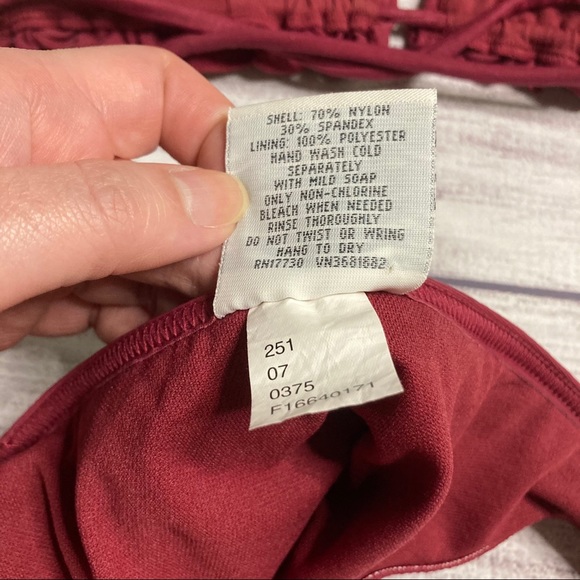 SHELL: 70% NYLON
30% SPANDEX
LINING: 100% POLYESTER
HAND WASH COLD
SEPARATELY
WITH MILD SOAP
ONLY NON-CHLORINE
BLEACH WHEN NEEDED
RINSE THOROUGHLY
DO NOT TWIST OR WRING
HANG TO DRY
RN17730 VN3681882
251
07
0375
F16640171